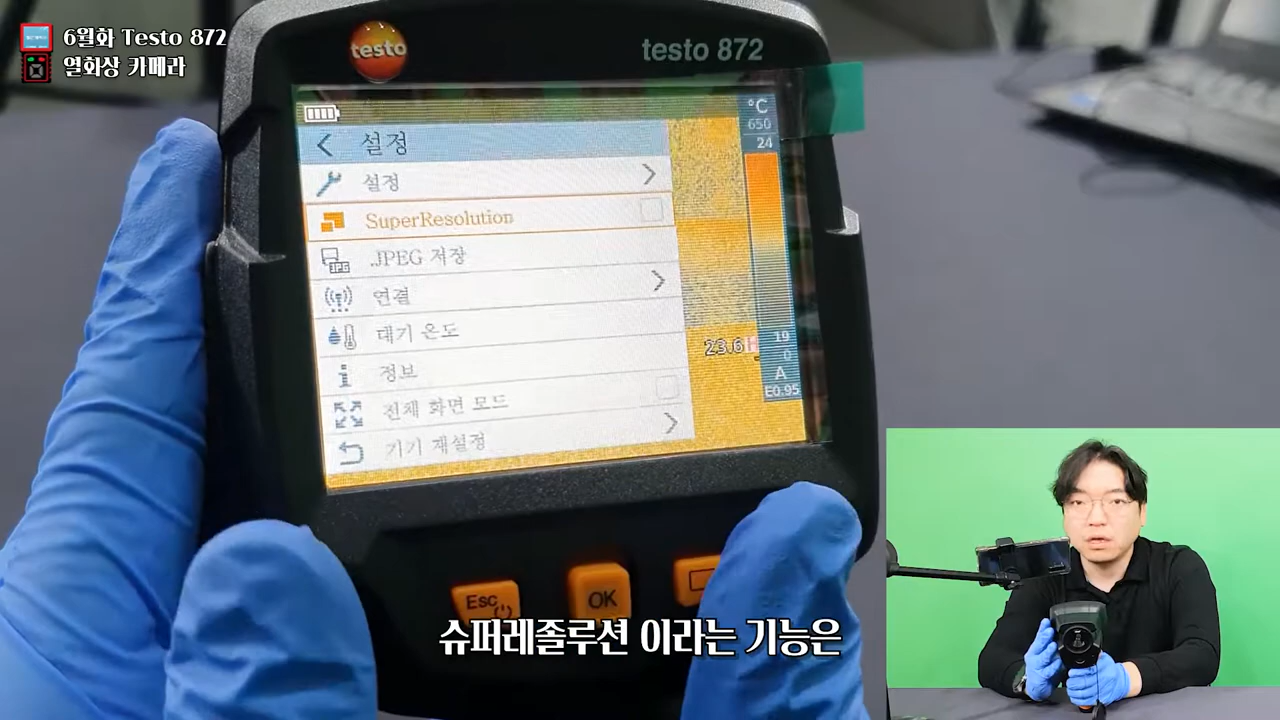 6월화 Testo 872
열화상 카메라
testo
testo 872
°C
650
24
설정
설정
SuperResolution
.JPEG 저장
JPG
연결
대기 온도
정보
전체 화면 모드
기기 재설정
23.6
19
0
A
E0.95
Esc
OK
슈퍼레졸루션 이라는 기능은